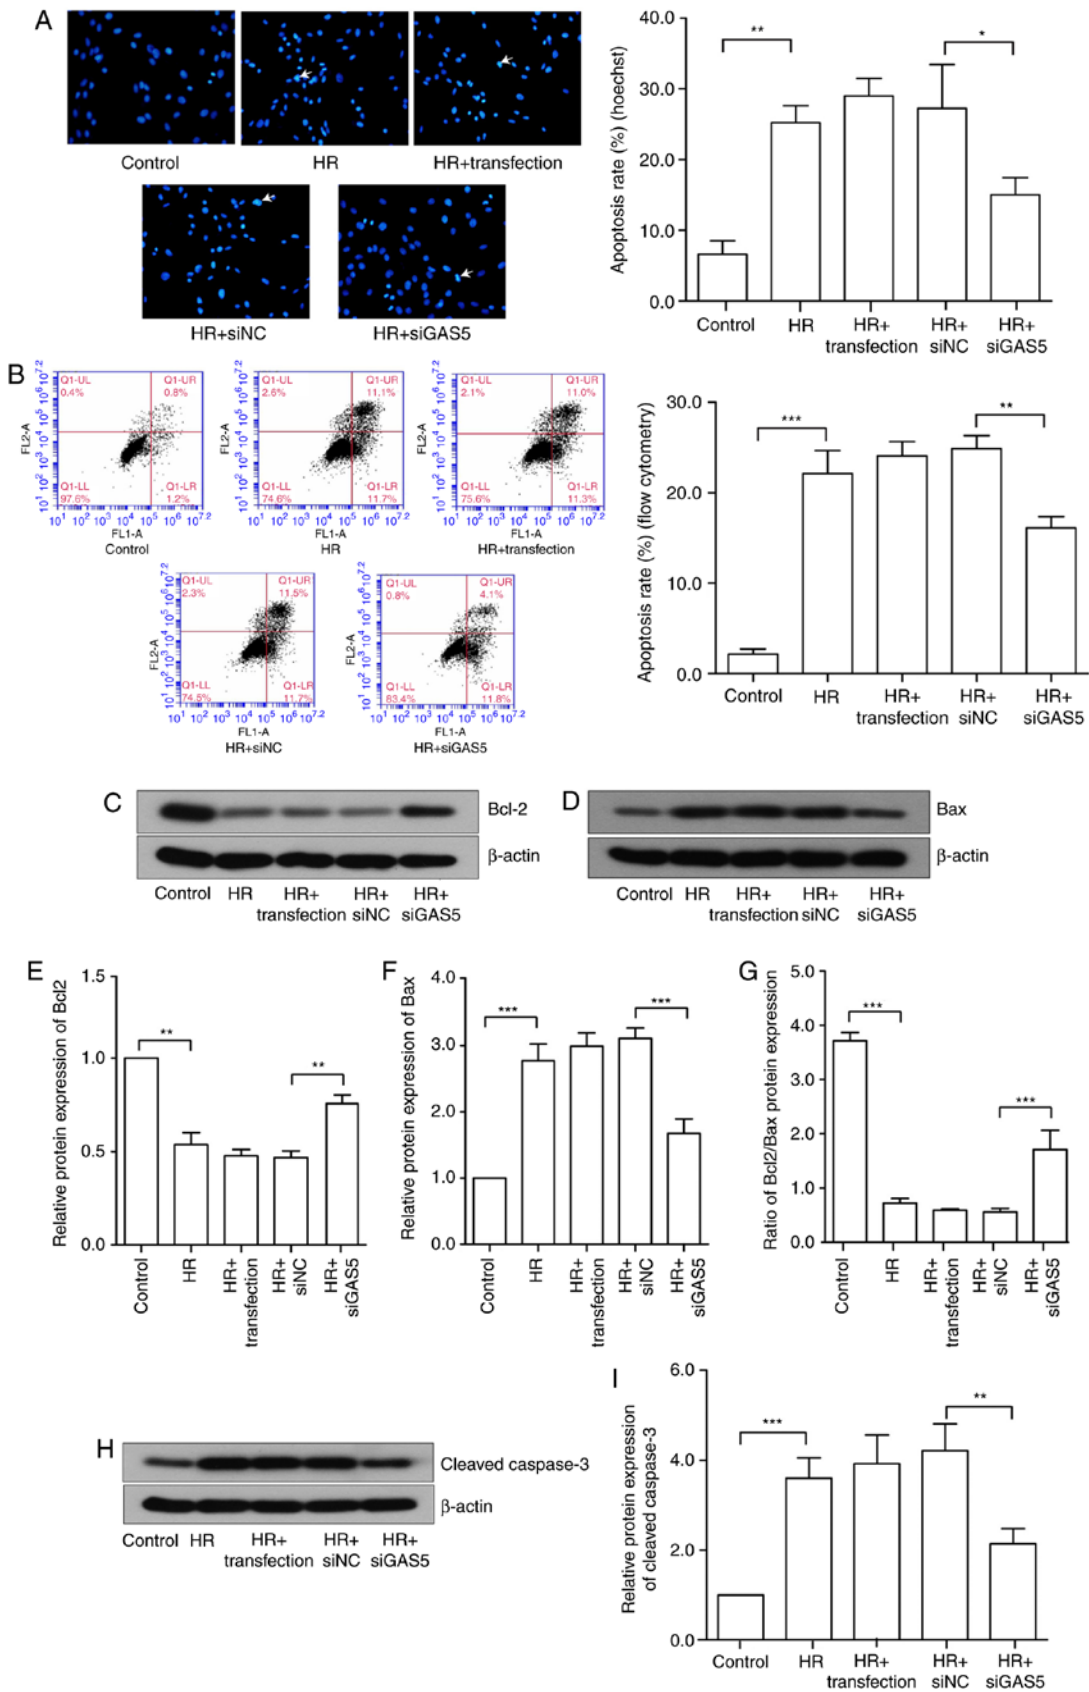 A
Control
HR
HR+transfection
HR+siNC
HR+siGAS5
Apoptosis rate (%) (hoechst)
40.0
30.0
20.0
10.0
0.0
**
*
Control
HR
HR+
transfection
HR+
siNC
HR+
siGAS5
B
Q1-UL
0.4%
Q1-UR
0.8%
Q1-LL
97.6%
Q1-LR
1.2%
FL2-A
FL1-A
Control
Q1-UL
2.6%
Q1-UR
11.1%
Q1-LL
74.6%
Q1-LR
11.7%
FL2-A
FL1-A
HR
Q1-UL
2.1%
Q1-UR
11.0%
Q1-LL
75.6%
Q1-LR
11.3%
FL2-A
FL1-A
HR+transfection
Q1-UL
2.3%
Q1-UR
11.5%
Q1-LL
74.5%
Q1-LR
11.7%
FL2-A
FL1-A
HR+siNC
Q1-UL
0.8%
Q1-UR
4.1%
Q1-LL
83.4%
Q1-LR
11.8%
FL2-A
FL1-A
HR+siGAS5
Apoptosis rate (%) (flow cytometry)
30.0
20.0
10.0
0.0
***
**
Control
HR
HR+
transfection
HR+
siNC
HR+
siGAS5
C
Bcl-2
β-actin
Control
HR
HR+
transfection
HR+
siNC
HR+
siGAS5
D
Bax
β-actin
Control
HR
HR+
transfection
HR+
siNC
HR+
siGAS5
E
Relative protein expression of Bcl2
1.5
1.0
0.5
0.0
**
**
Control
HR
HR+
transfection
HR+
siNC
HR+
siGAS5
F
Relative protein expression of Bax
4.0
3.0
2.0
1.0
0.0
***
***
Control
HR
HR+
transfection
HR+
siNC
HR+
siGAS5
G
Ratio of Bcl2/Bax protein expression
5.0
4.0
3.0
2.0
1.0
0.0
***
***
Control
HR
HR+
transfection
HR+
siNC
HR+
siGAS5
H
Cleaved caspase-3
β-actin
Control
HR
HR+
transfection
HR+
siNC
HR+
siGAS5
I
Relative protein expression
of cleaved caspase-3
6.0
4.0
2.0
0.0
***
**
Control
HR
HR+
transfection
HR+
siNC
HR+
siGAS5